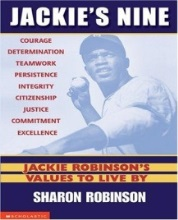 JACKIE'S NINE
COURAGE
DETERMINATION
TEAMWORK
PERSISTENCE
INTEGRITY
CITIZENSHIP
JUSTICE
COMMITMENT
EXCELLENCE
JACKIE ROBINSON'S
VALUES TO LIVE BY
SHARON ROBINSON
SCHOLASTIC